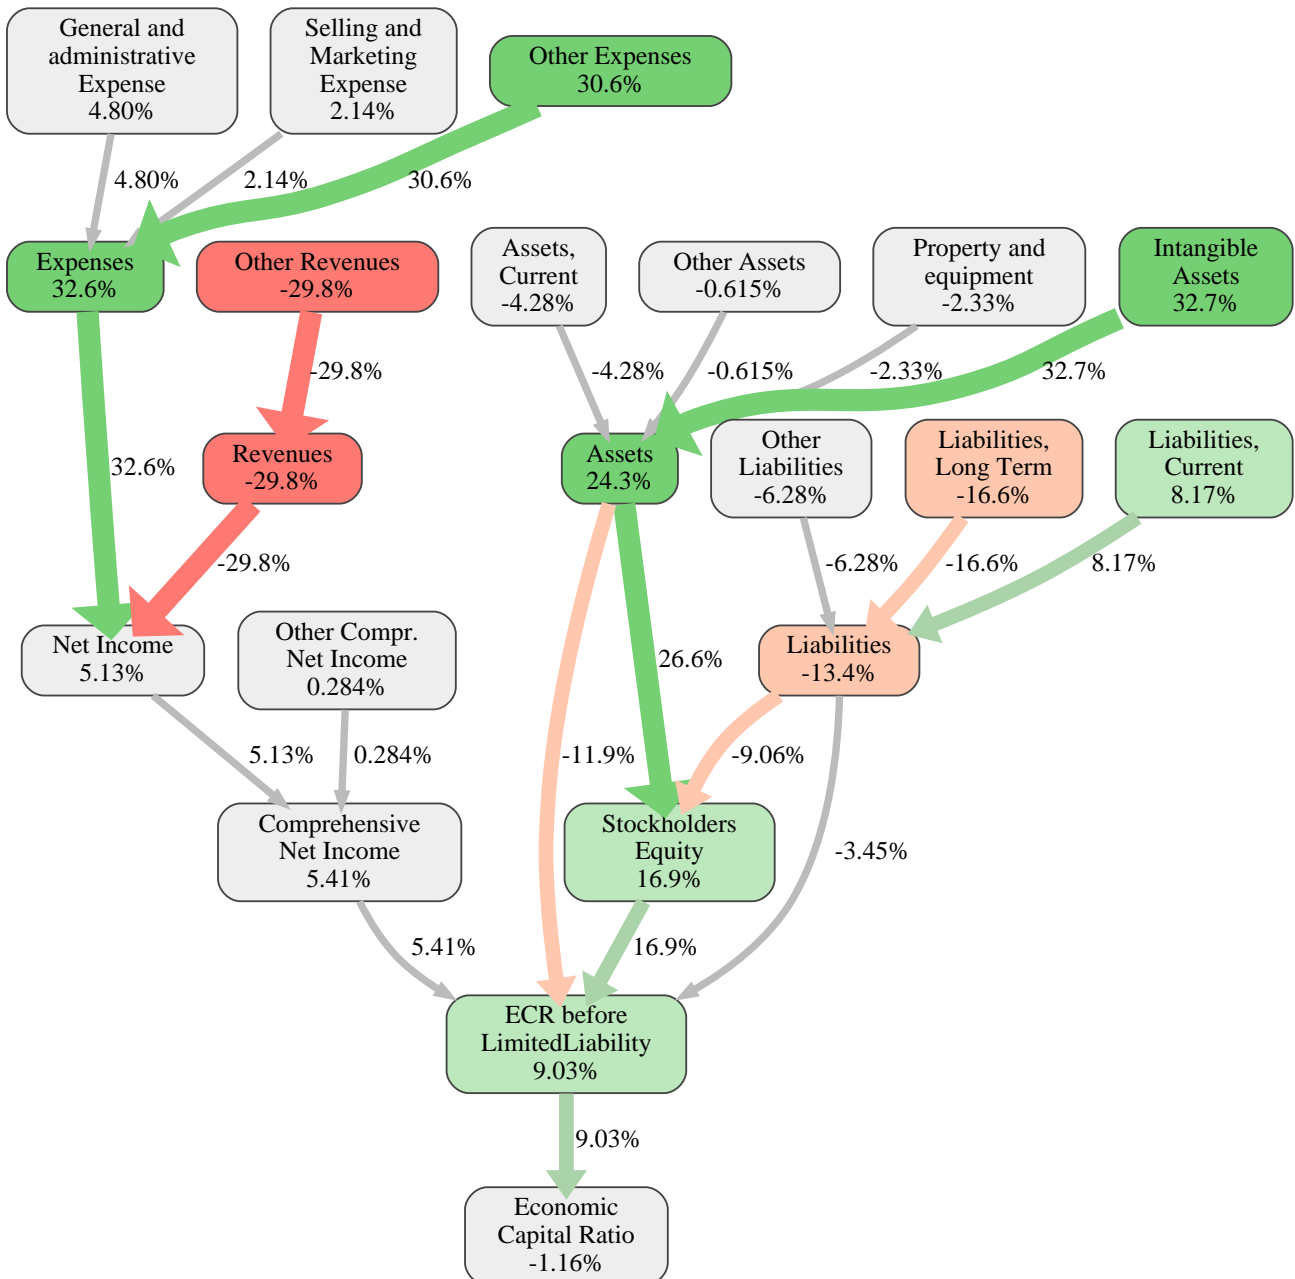 General and
administrative
Expense
4.80%
Selling and
Marketing
Expense
2.14%
Other Expenses
30.6%
4.80%
2.14%
30.6%
Expenses
32.6%
Other Revenues
-29.8%
Assets,
Current
-4.28%
Other Assets
-0.615%
Property and
equipment
-2.33%
Intangible
Assets
32.7%
-29.8%
-4.28%
-0.615%
-2.33%
32.7%
Revenues
-29.8%
Assets
24.3%
Other
Liabilities
-6.28%
Liabilities,
Long Term
-16.6%
Liabilities,
Current
8.17%
32.6%
-29.8%
-6.28%
-16.6%
8.17%
Net Income
5.13%
Other Compr.
Net Income
0.284%
26.6%
Liabilities
-13.4%
5.13%
0.284%
-11.9%
-9.06%
Comprehensive
Net Income
5.41%
Stockholders
Equity
16.9%
-3.45%
5.41%
16.9%
ECR before
LimitedLiability
9.03%
9.03%
Economic
Capital Ratio
-1.16%